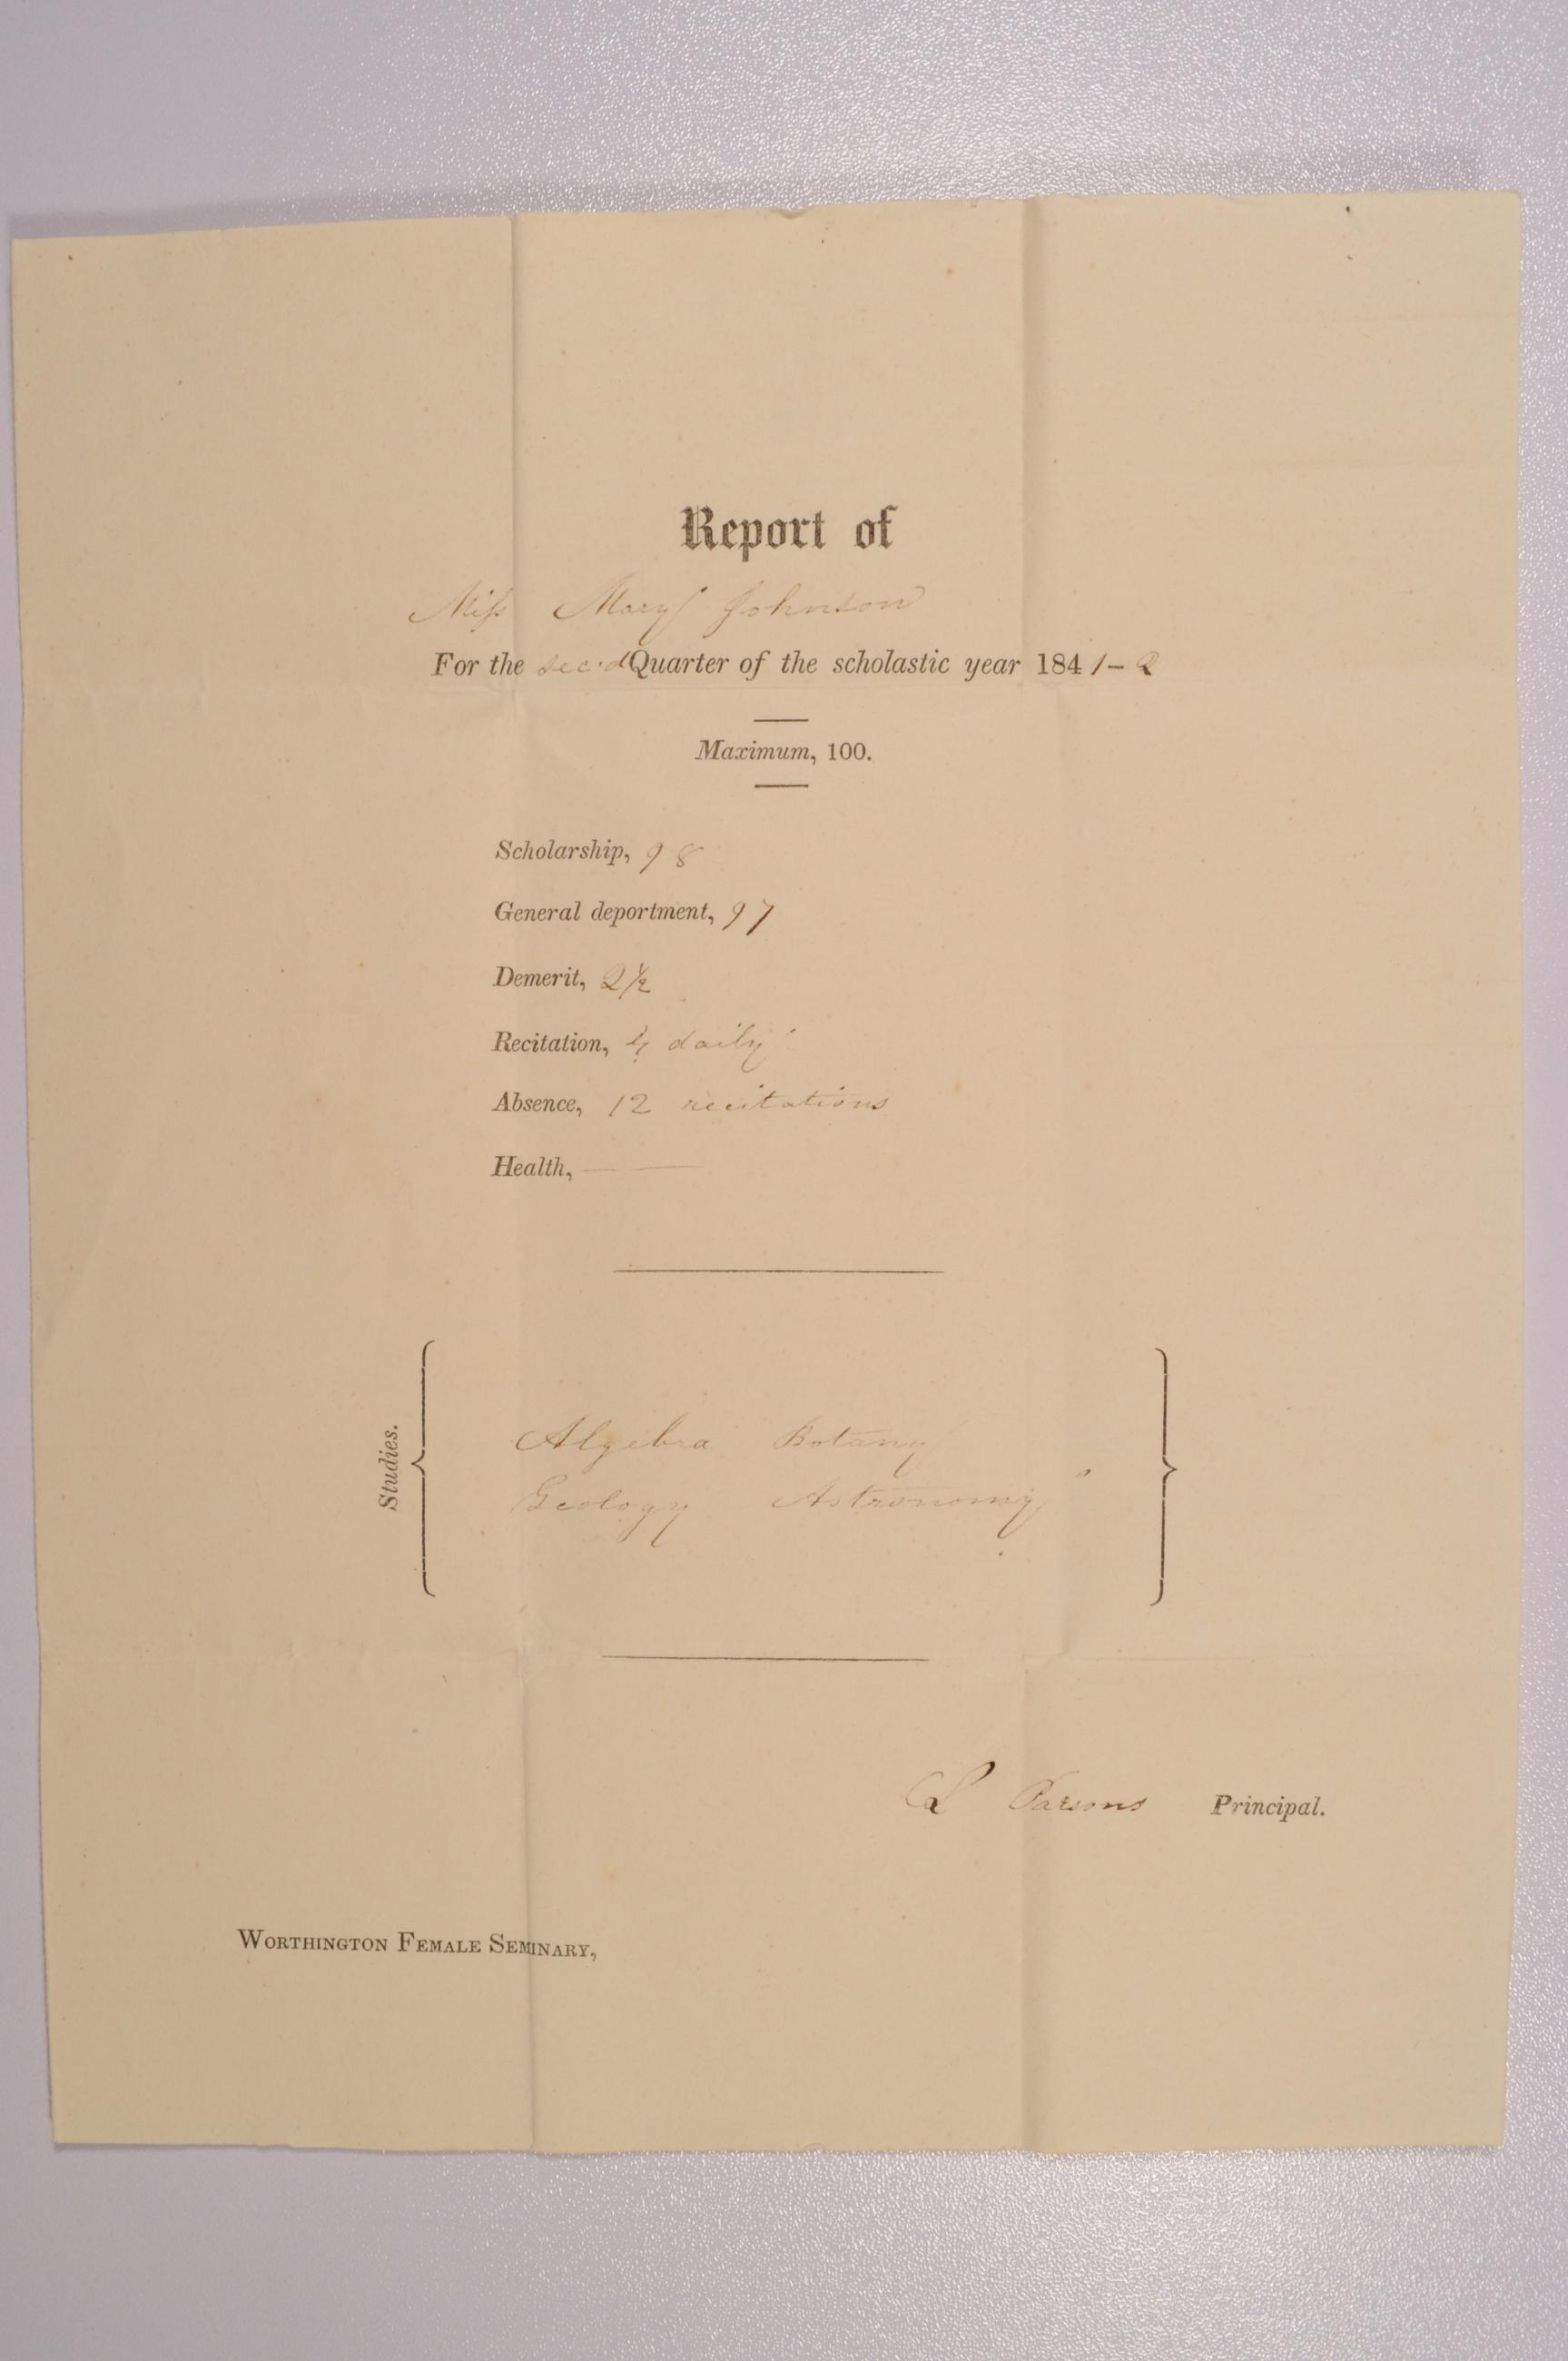 Report of
Miss Mary Johnson
For the sec'd Quarter of the scholastic year 1841-2
Maximum, 100.
Scholarship, 98
General deportment, 97
Demerit, 2½
Recitation, 4 daily
Absence, 12 recitations
Health, — —
Studies.
Algebra Botany
Geology Astronomy
Parsons Principal.
Worthington Female Seminary,